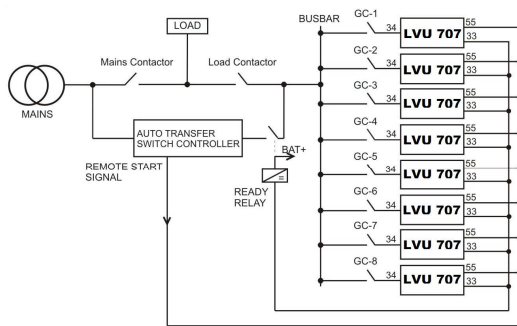 BUSBAR
LOAD
Mains Contactor
Load Contactor
MAINS
AUTO TRANSFER
SWITCH CONTROLLER
REMOTE START
SIGNAL
BAT+
READY
RELAY
GC-1
34
LVU 707
55
33
GC-2
34
LVU 707
55
33
GC-3
34
LVU 707
55
33
GC-4
34
LVU 707
55
33
GC-5
34
LVU 707
55
33
GC-6
34
LVU 707
55
33
GC-7
34
LVU 707
55
33
GC-8
34
LVU 707
55
33